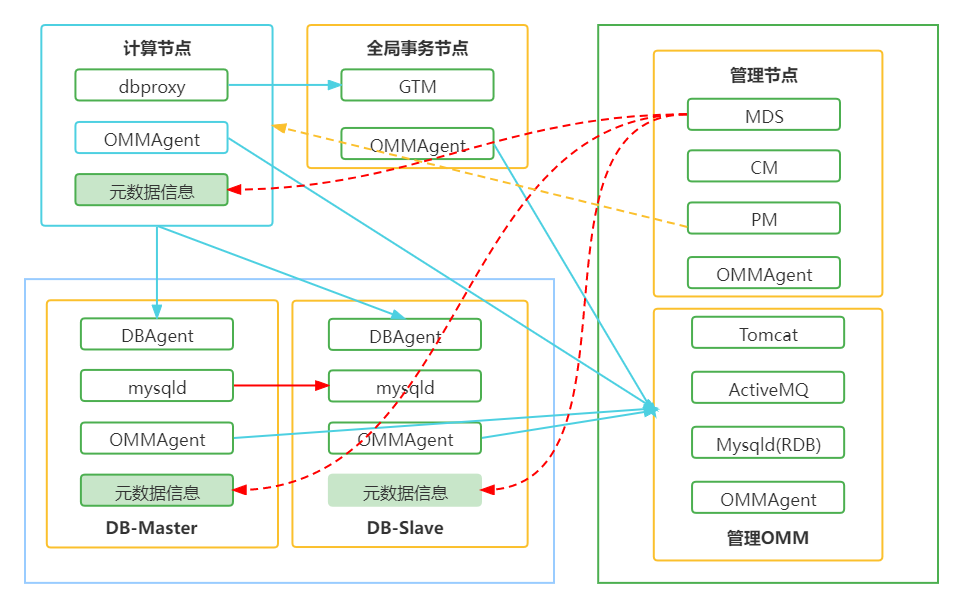 计算节点
dbproxy
OMMAgent
元数据信息
全局事务节点
GTM
OMMAgent
管理节点
MDS
CM
PM
OMMAgent
DBAgent
mysqld
OMMAgent
元数据信息
DB-Master
DBAgent
mysqld
OMMAgent
元数据信息
DB-Slave
Tomcat
ActiveMQ
Mysqld(RDB)
OMMAgent
管理OMM